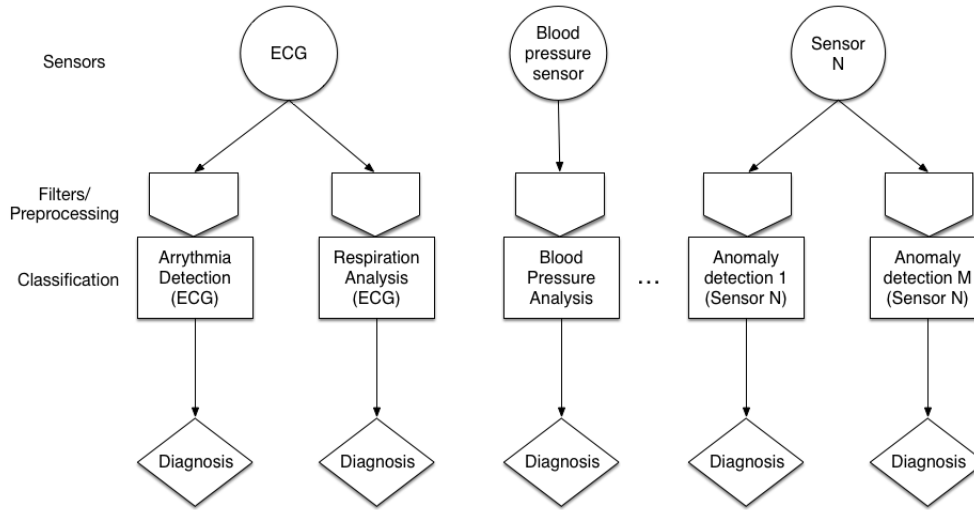 Sensors
ECG
Blood
pressure
sensor
Sensor
N
Filters/
Preprocessing
Classification
Arrythmia
Detection
(ECG)
Respiration
Analysis
(ECG)
Blood
Pressure
Analysis
...
Anomaly
detection 1
(Sensor N)
Anomaly
detection M
(Sensor N)
Diagnosis
Diagnosis
Diagnosis
Diagnosis
Diagnosis